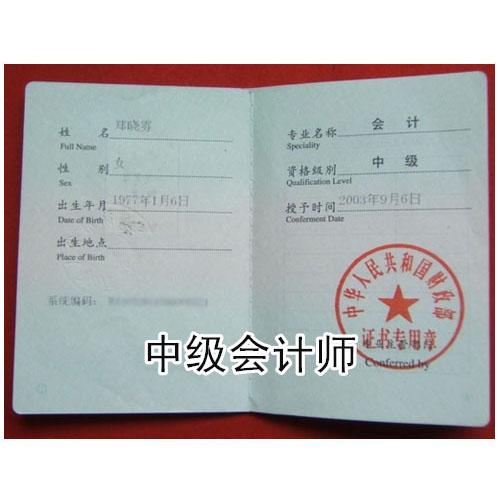 姓 名 郑晓雰
Full Name
性 别 女
Sex
出生年月 1977年1月6日
Date of Birth
出生地点
Place of Birth
系统编码:
专业名称 会 计
Speciality
资格级别 中 级
Qualification Level
授予时间 2003年9月6日
Conferment Date
中华人民共和国财政部
证书专用章
Conferred by
中级会计师